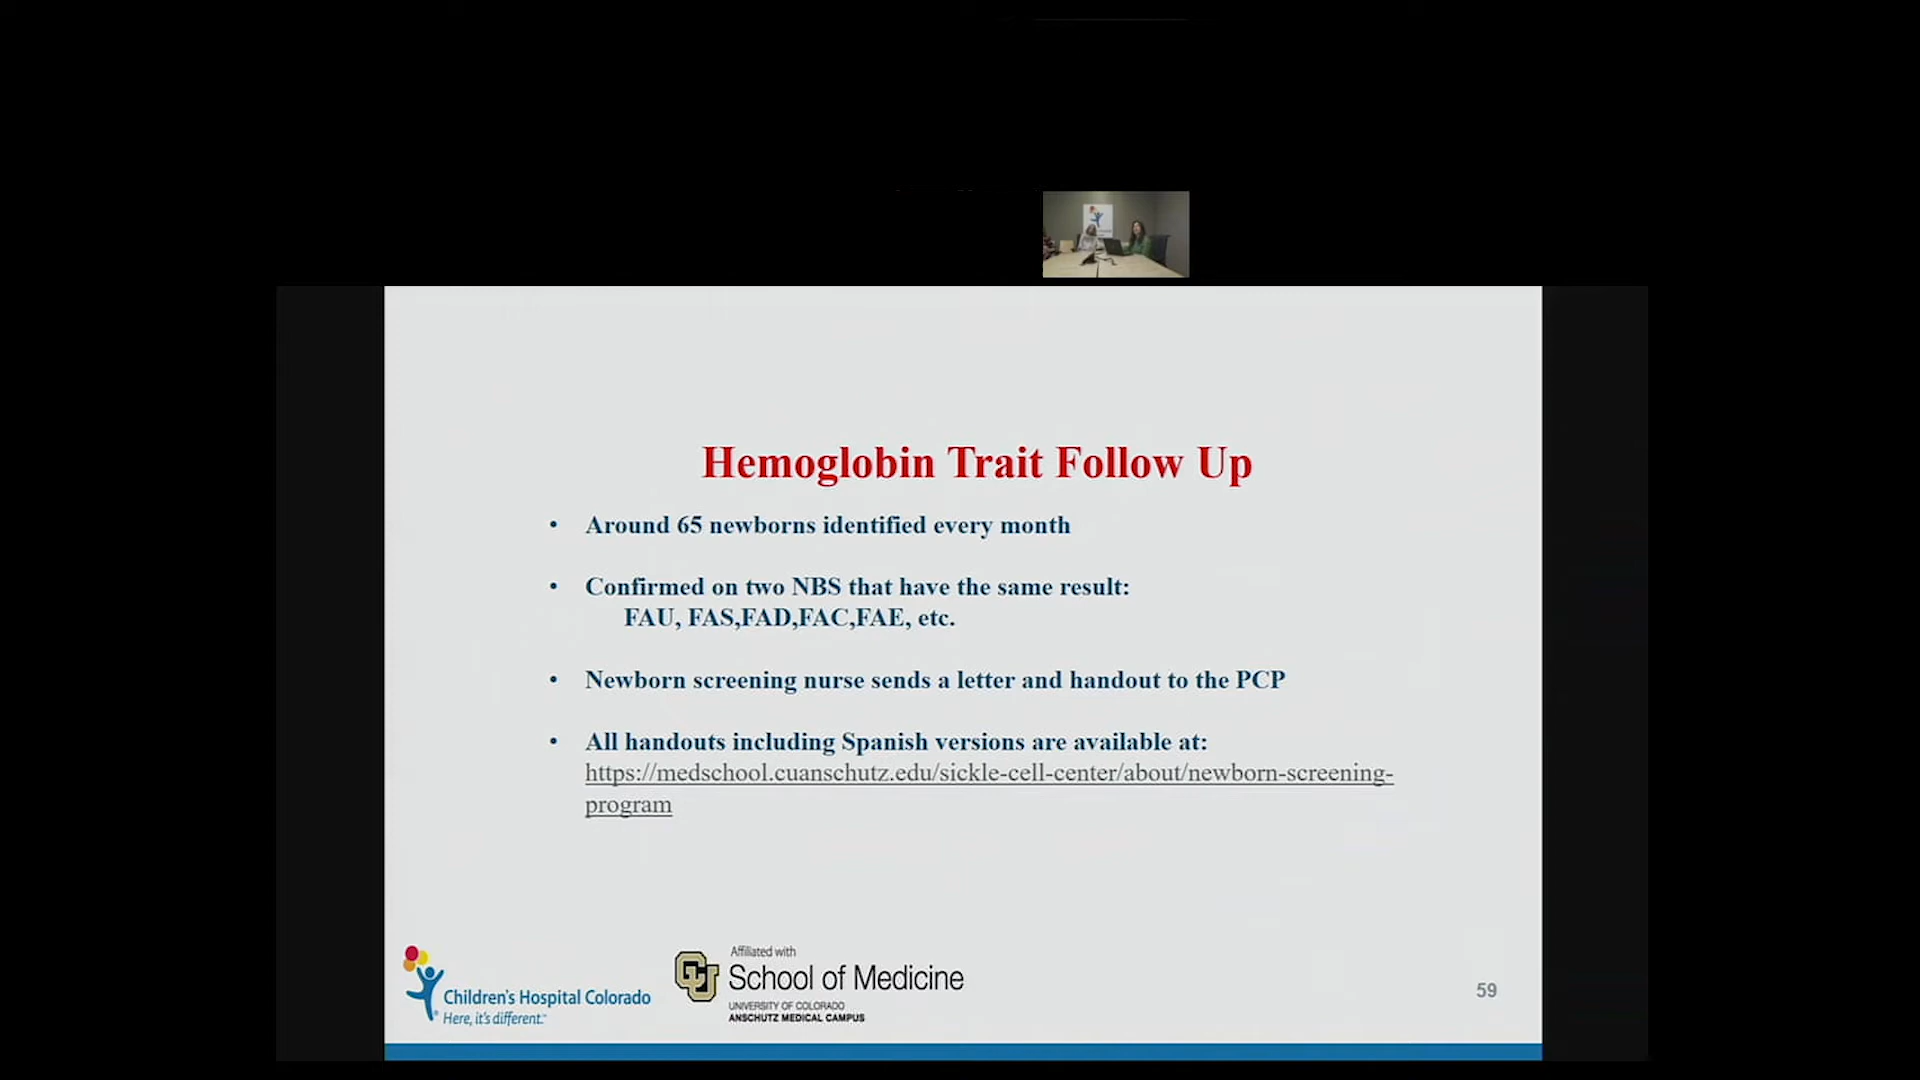 Hemoglobin Trait Follow Up
• Around 65 newborns identified every month
• Confirmed on two NBS that have the same result:
FAU, FAS,FAD,FAC,FAE, etc.
• Newborn screening nurse sends a letter and handout to the PCP
• All handouts including Spanish versions are available at:
https://medschool.cuanschutz.edu/sickle-cell-center/about/newborn-screening-
program
Children's Hospital Colorado
Here, it's different.™
Affiliated with
CU
School of Medicine
UNIVERSITY OF COLORADO
ANSCHUTZ MEDICAL CAMPUS
59